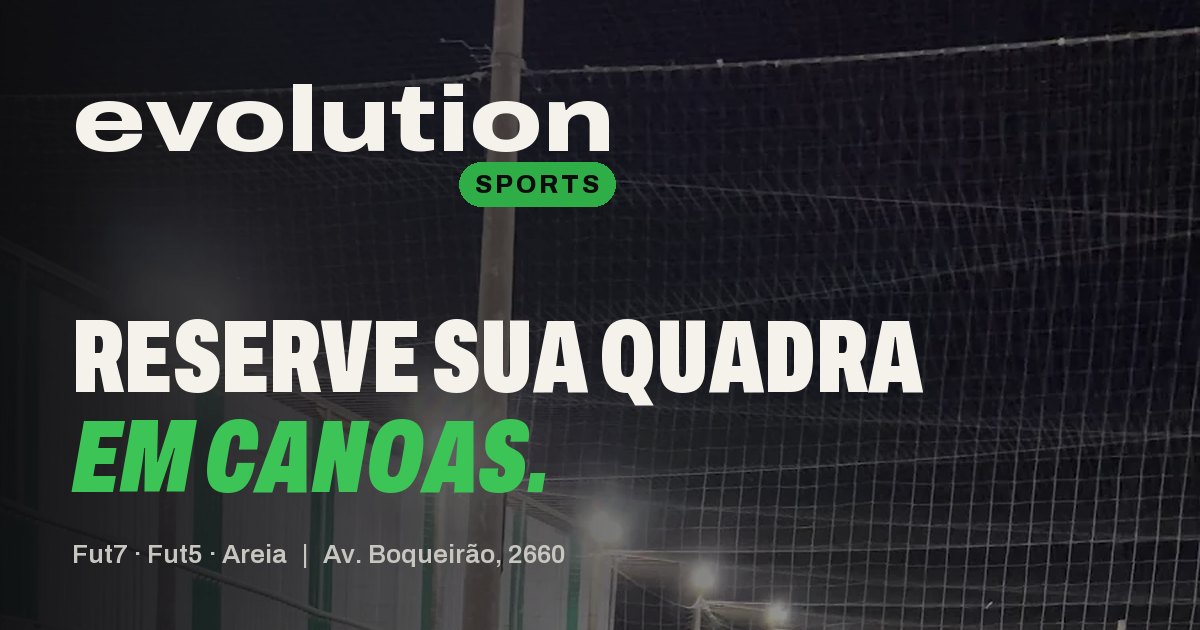 evolution
SPORTS
RESERVE SUA QUADRA
EM CANOAS.
Fut7 · Fut5 · Areia | Av. Boqueirão, 2660